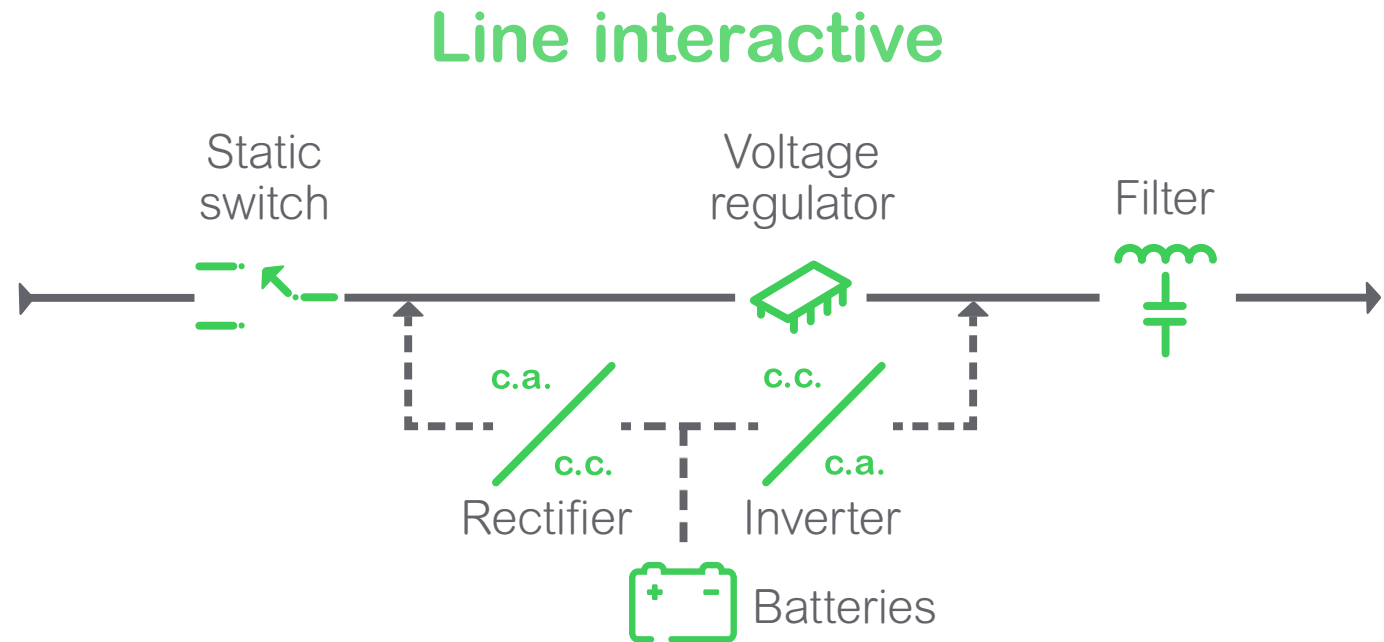 Line interactive
Static
switch
Voltage
regulator
Filter
c.a.
c.c.
c.c.
c.a.
Rectifier
Inverter
Batteries